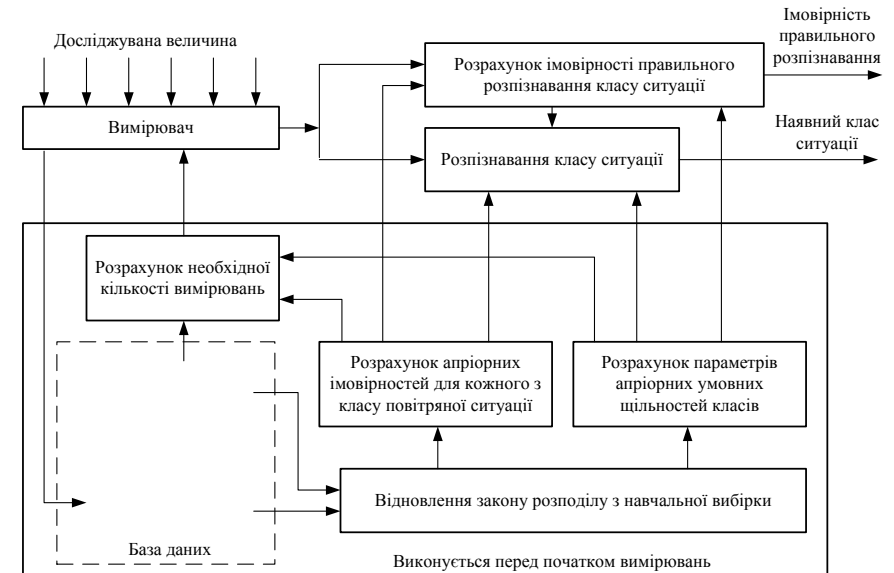 Імовірність
правильного
розпізнавання
Досліджувана величина
Розрахунок імовірності правильного
розпізнавання класу ситуації
Вимірювач
Наявний клас
ситуації
Розпізнавання класу ситуації
Розрахунок необхідної
кількості вимірювань
Розрахунок апріорних
імовірностей для кожного з
класу повітряної ситуації
Розрахунок параметрів
апріорних умовних
щільностей класів
Відновлення закону розподілу з навчальної вибірки
База даних
Виконується перед початком вимірювань